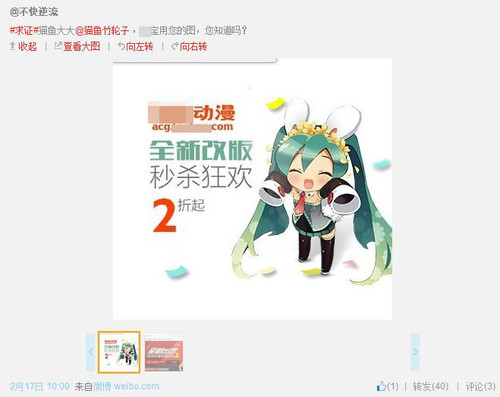 @不快逆流
#求证#猫鱼大大@猫鱼竹轮子，宝用您的图，您知道吗?
收起 | 查看大图 | 向左转 | 向右转
动漫
acg.com
全新改版
秒杀狂欢
2折起
2月17日 10:00 来自微博 weibo.com
(1) | 转发(40) | 评论(3)